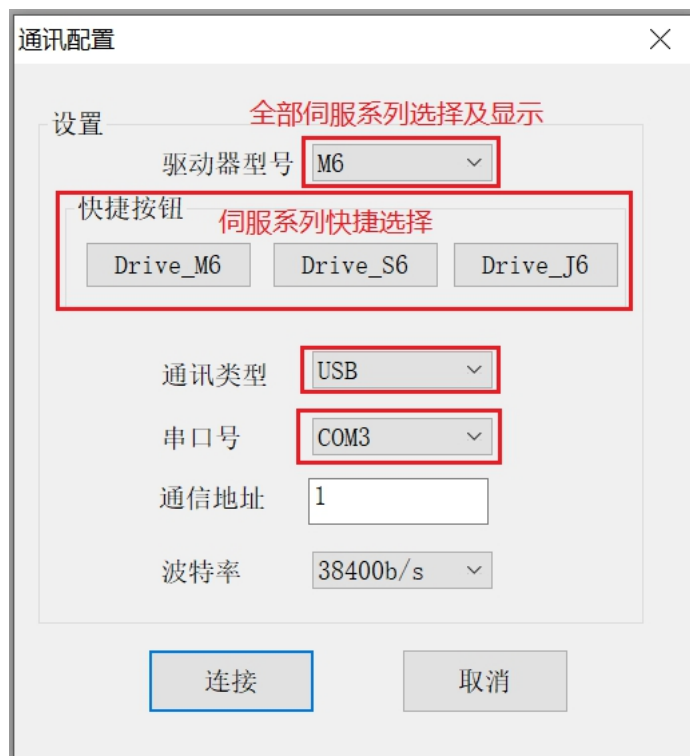 通讯配置
全部伺服系列选择及显示
设置
驱动器型号 M6
快捷按钮
伺服系列快捷选择
Drive_M6 Drive_S6 Drive_J6
通讯类型 USB
串口号 COM3
通信地址 1
波特率 38400b/s
连接 取消